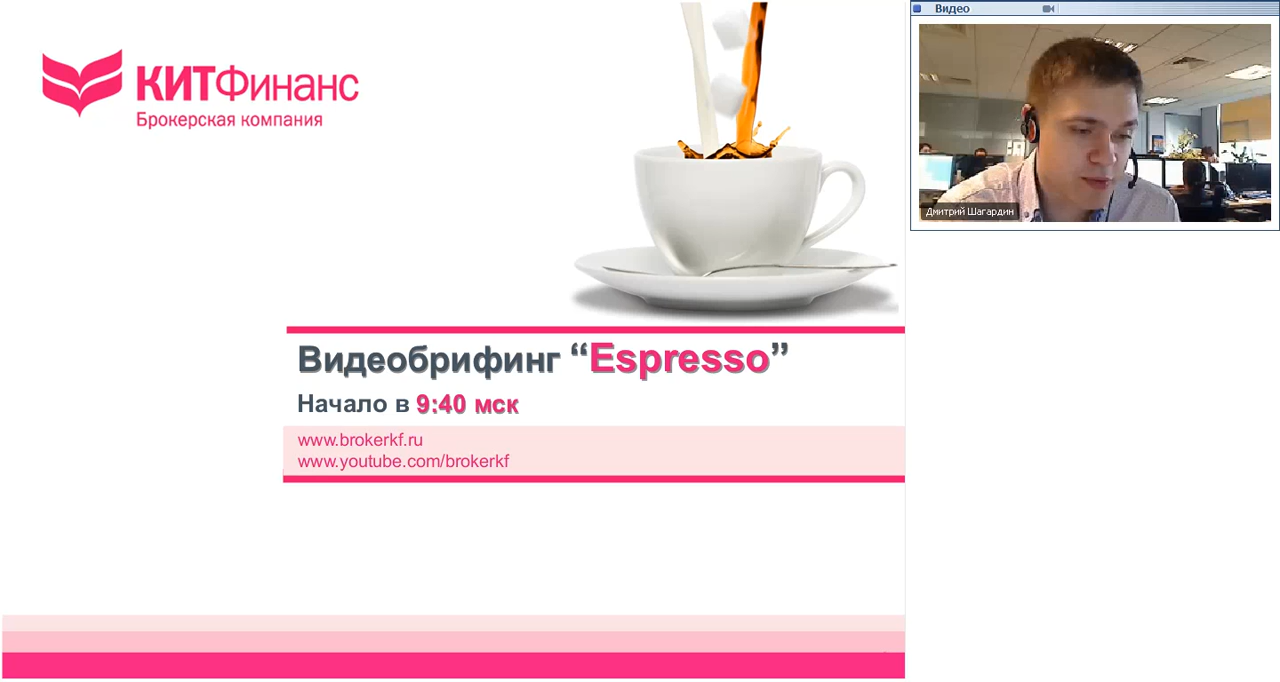 КИТФинанс
Брокерская компания
Видеобрифинг “Espresso”
Начало в 9:40 мск
www.brokerkf.ru
www.youtube.com/brokerkf
Видео
Дмитрий Шагардин